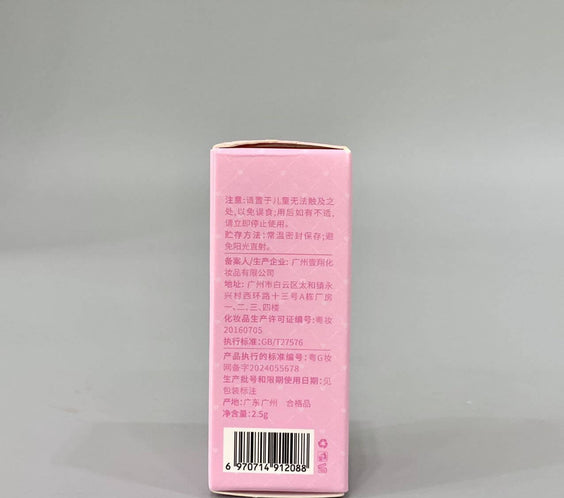 注意:请置于儿童无法触及之
处,以免误食;用后如有不适,
请立即停止使用。
贮存方法:常温密封保存;避
免阳光直射。
备案人/生产企业: 广州壹翔化
妆品有限公司
地址: 广州市白云区太和镇永
兴村西环路十三号A栋厂房
一、二、三、四楼
化妆品生产许可证编号:粤妆
20160705
执行标准:GB/T27576
产品执行的标准编号: 粤G妆
网备字2024055678
生产批号和限期使用日期:见
包装标注
产地:广东广州 合格品
净含量:2.5g
6 970714 912088